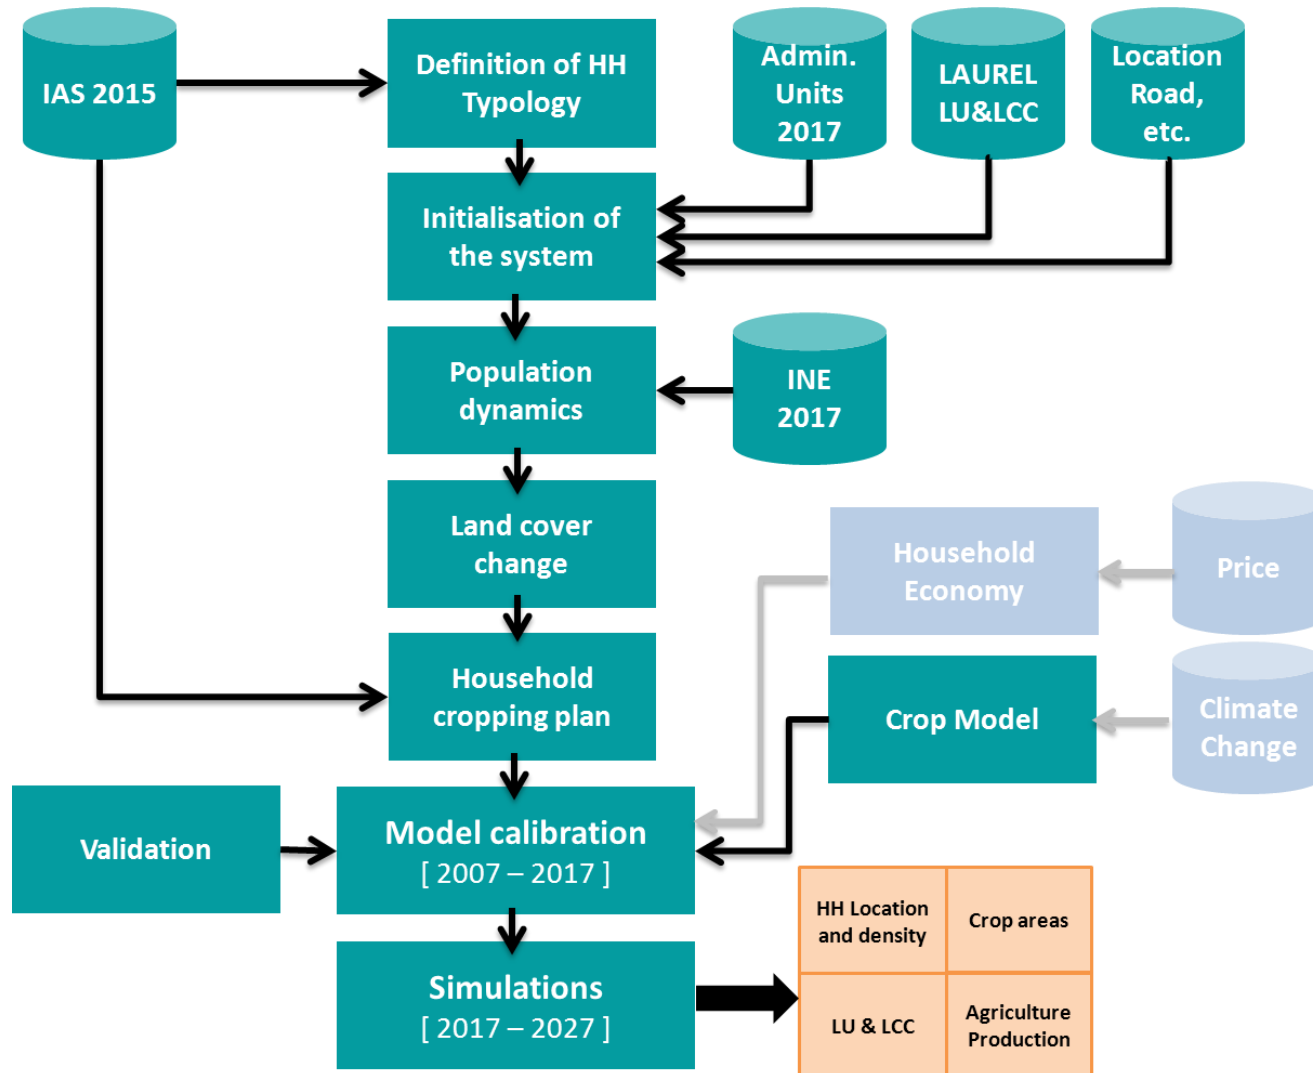 IAS 2015
Definition of HH
Typology
Admin.
Units
2017
LAUREL
LU&LCC
Location
Road,
etc.
Initialisation of
the system
Population
dynamics
INE
2017
Land cover
change
Household
Economy
Price
Household
cropping plan
Crop Model
Climate
Change
Validation
Model calibration
[ 2007 – 2017 ]
HH Location
and density
Crop areas
Simulations
[ 2017 – 2027 ]
LU & LCC
Agriculture
Production